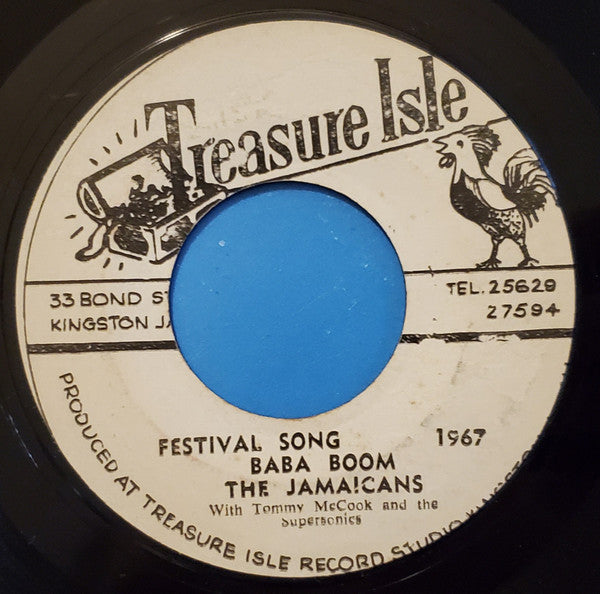 Treasure Isle
33 BOND S
KINGSTON JA
TEL. 25629
27594
FESTIVAL SONG 1967
BABA BOOM
THE JAMA!CANS
With Tommy McCook and the
Supersonics
PRODUCED AT TREASURE ISLE RECORD STUDIO KINGSTON